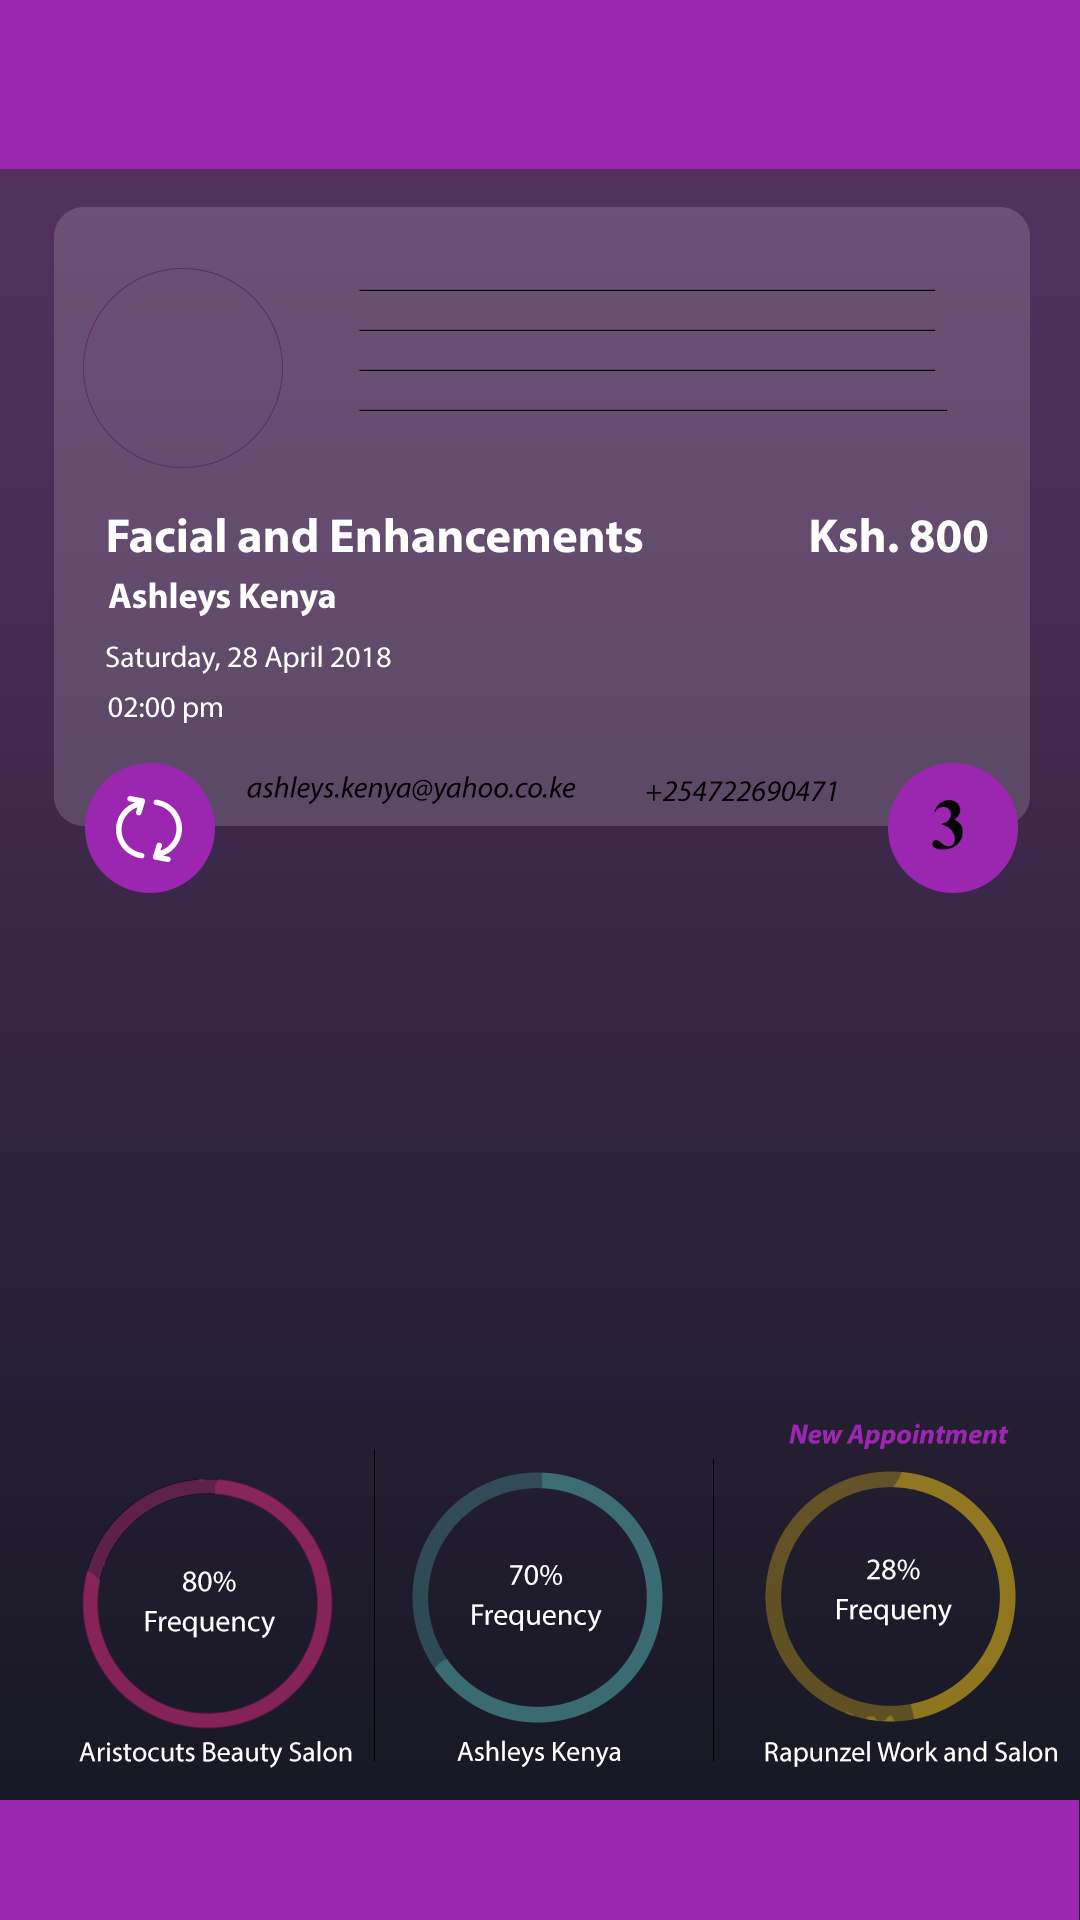 Facial and Enhancements Ksh. 800
Ashleys Kenya
Saturday, 28 April 2018
02:00 pm
ashleys.kenya@yahoo.co.ke +254722690471
3
New Appointment
80%
Frequency
70%
Frequency
28%
Frequeny
Aristocuts Beauty Salon
Ashleys Kenya
Rapunzel Work and Salon